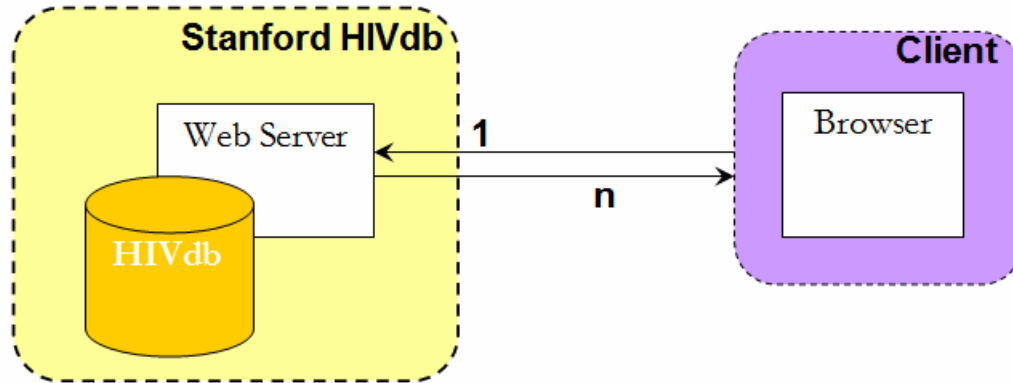 Stanford HIVdb
Client
Web Server
Browser
1
n
HIVdb